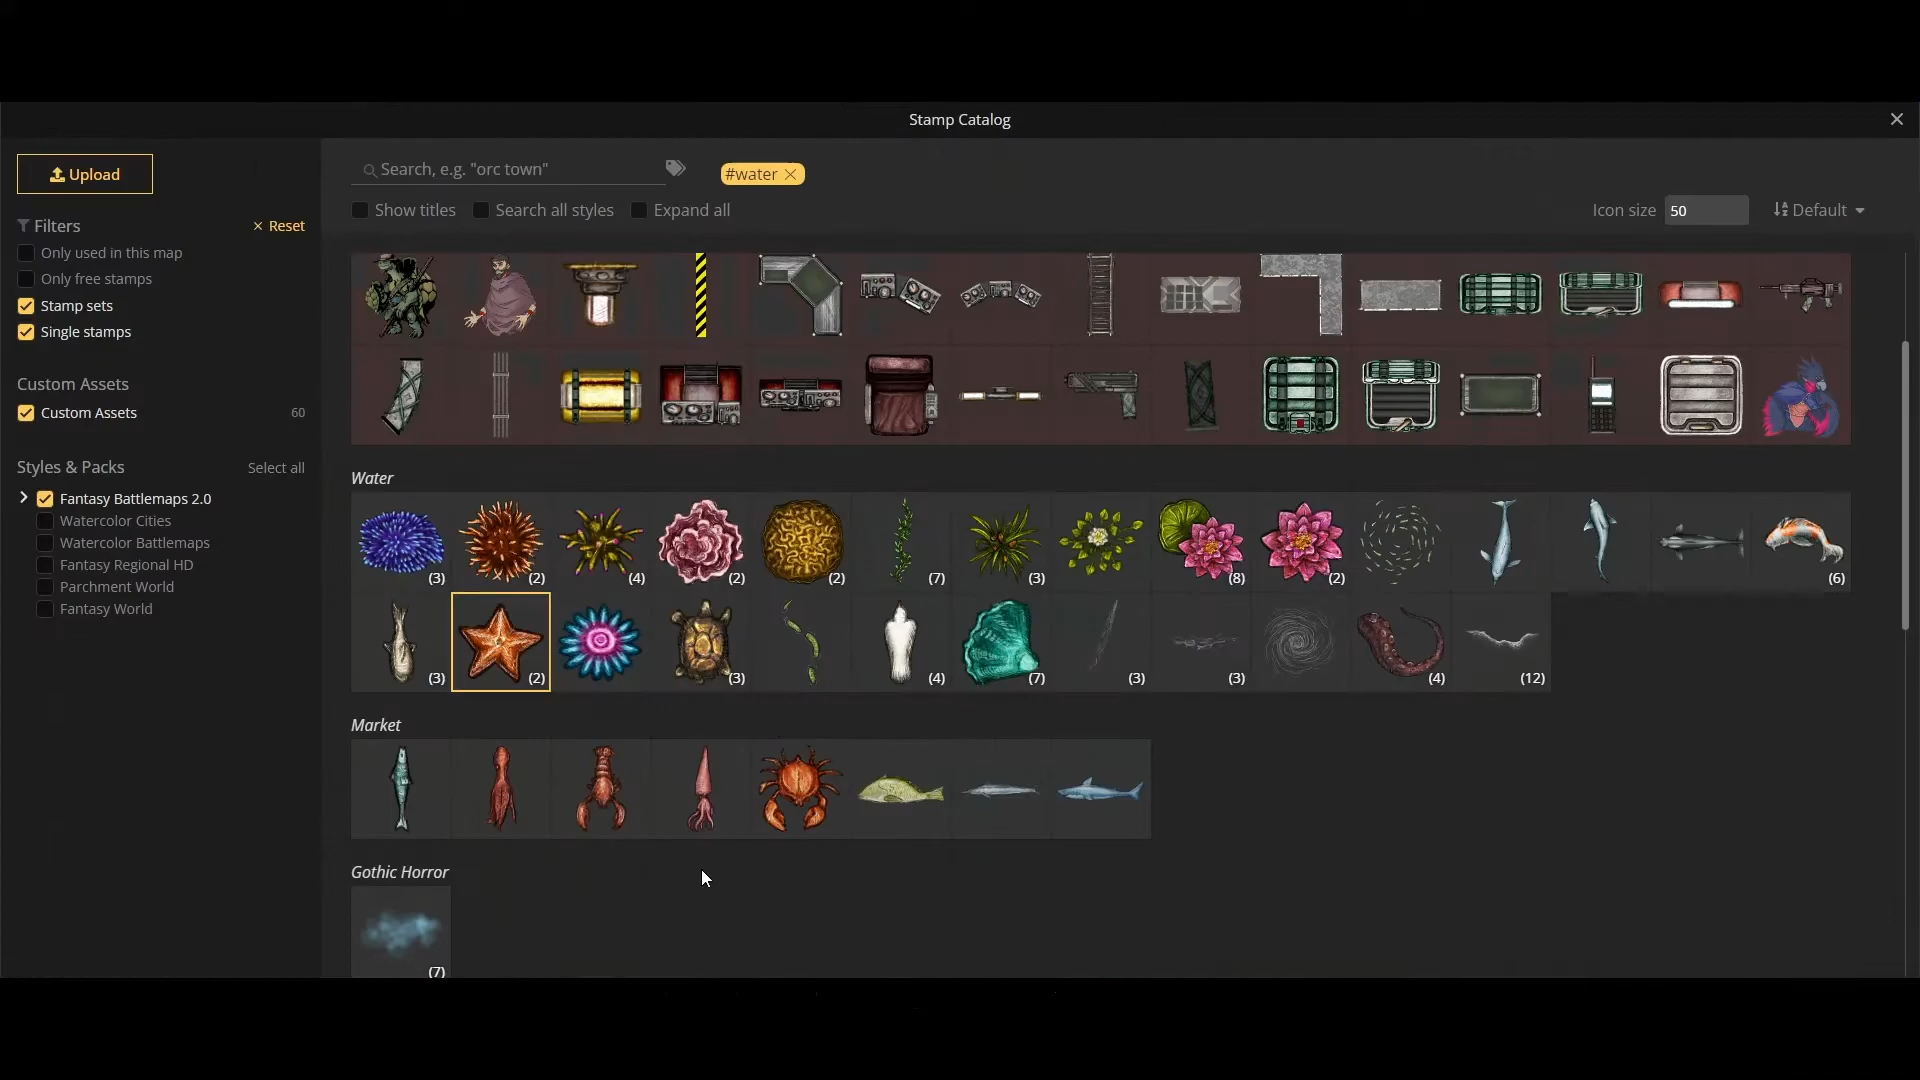 Stamp Catalog
Upload
Search, e.g. "orc town"
#water
Show titles
Search all styles
Expand all
Icon size
50
Default
Filters
Reset
Only used in this map
Only free stamps
Stamp sets
Single stamps
Custom Assets
Custom Assets
60
Styles & Packs
Select all
Fantasy Battlemaps 2.0
Watercolor Cities
Watercolor Battlemaps
Fantasy Regional HD
Parchment World
Fantasy World
Water
(3)
(2)
(4)
(2)
(2)
(7)
(3)
(8)
(2)
(6)
(3)
(2)
(3)
(4)
(7)
(3)
(3)
(4)
(12)
Market
Gothic Horror
(7)